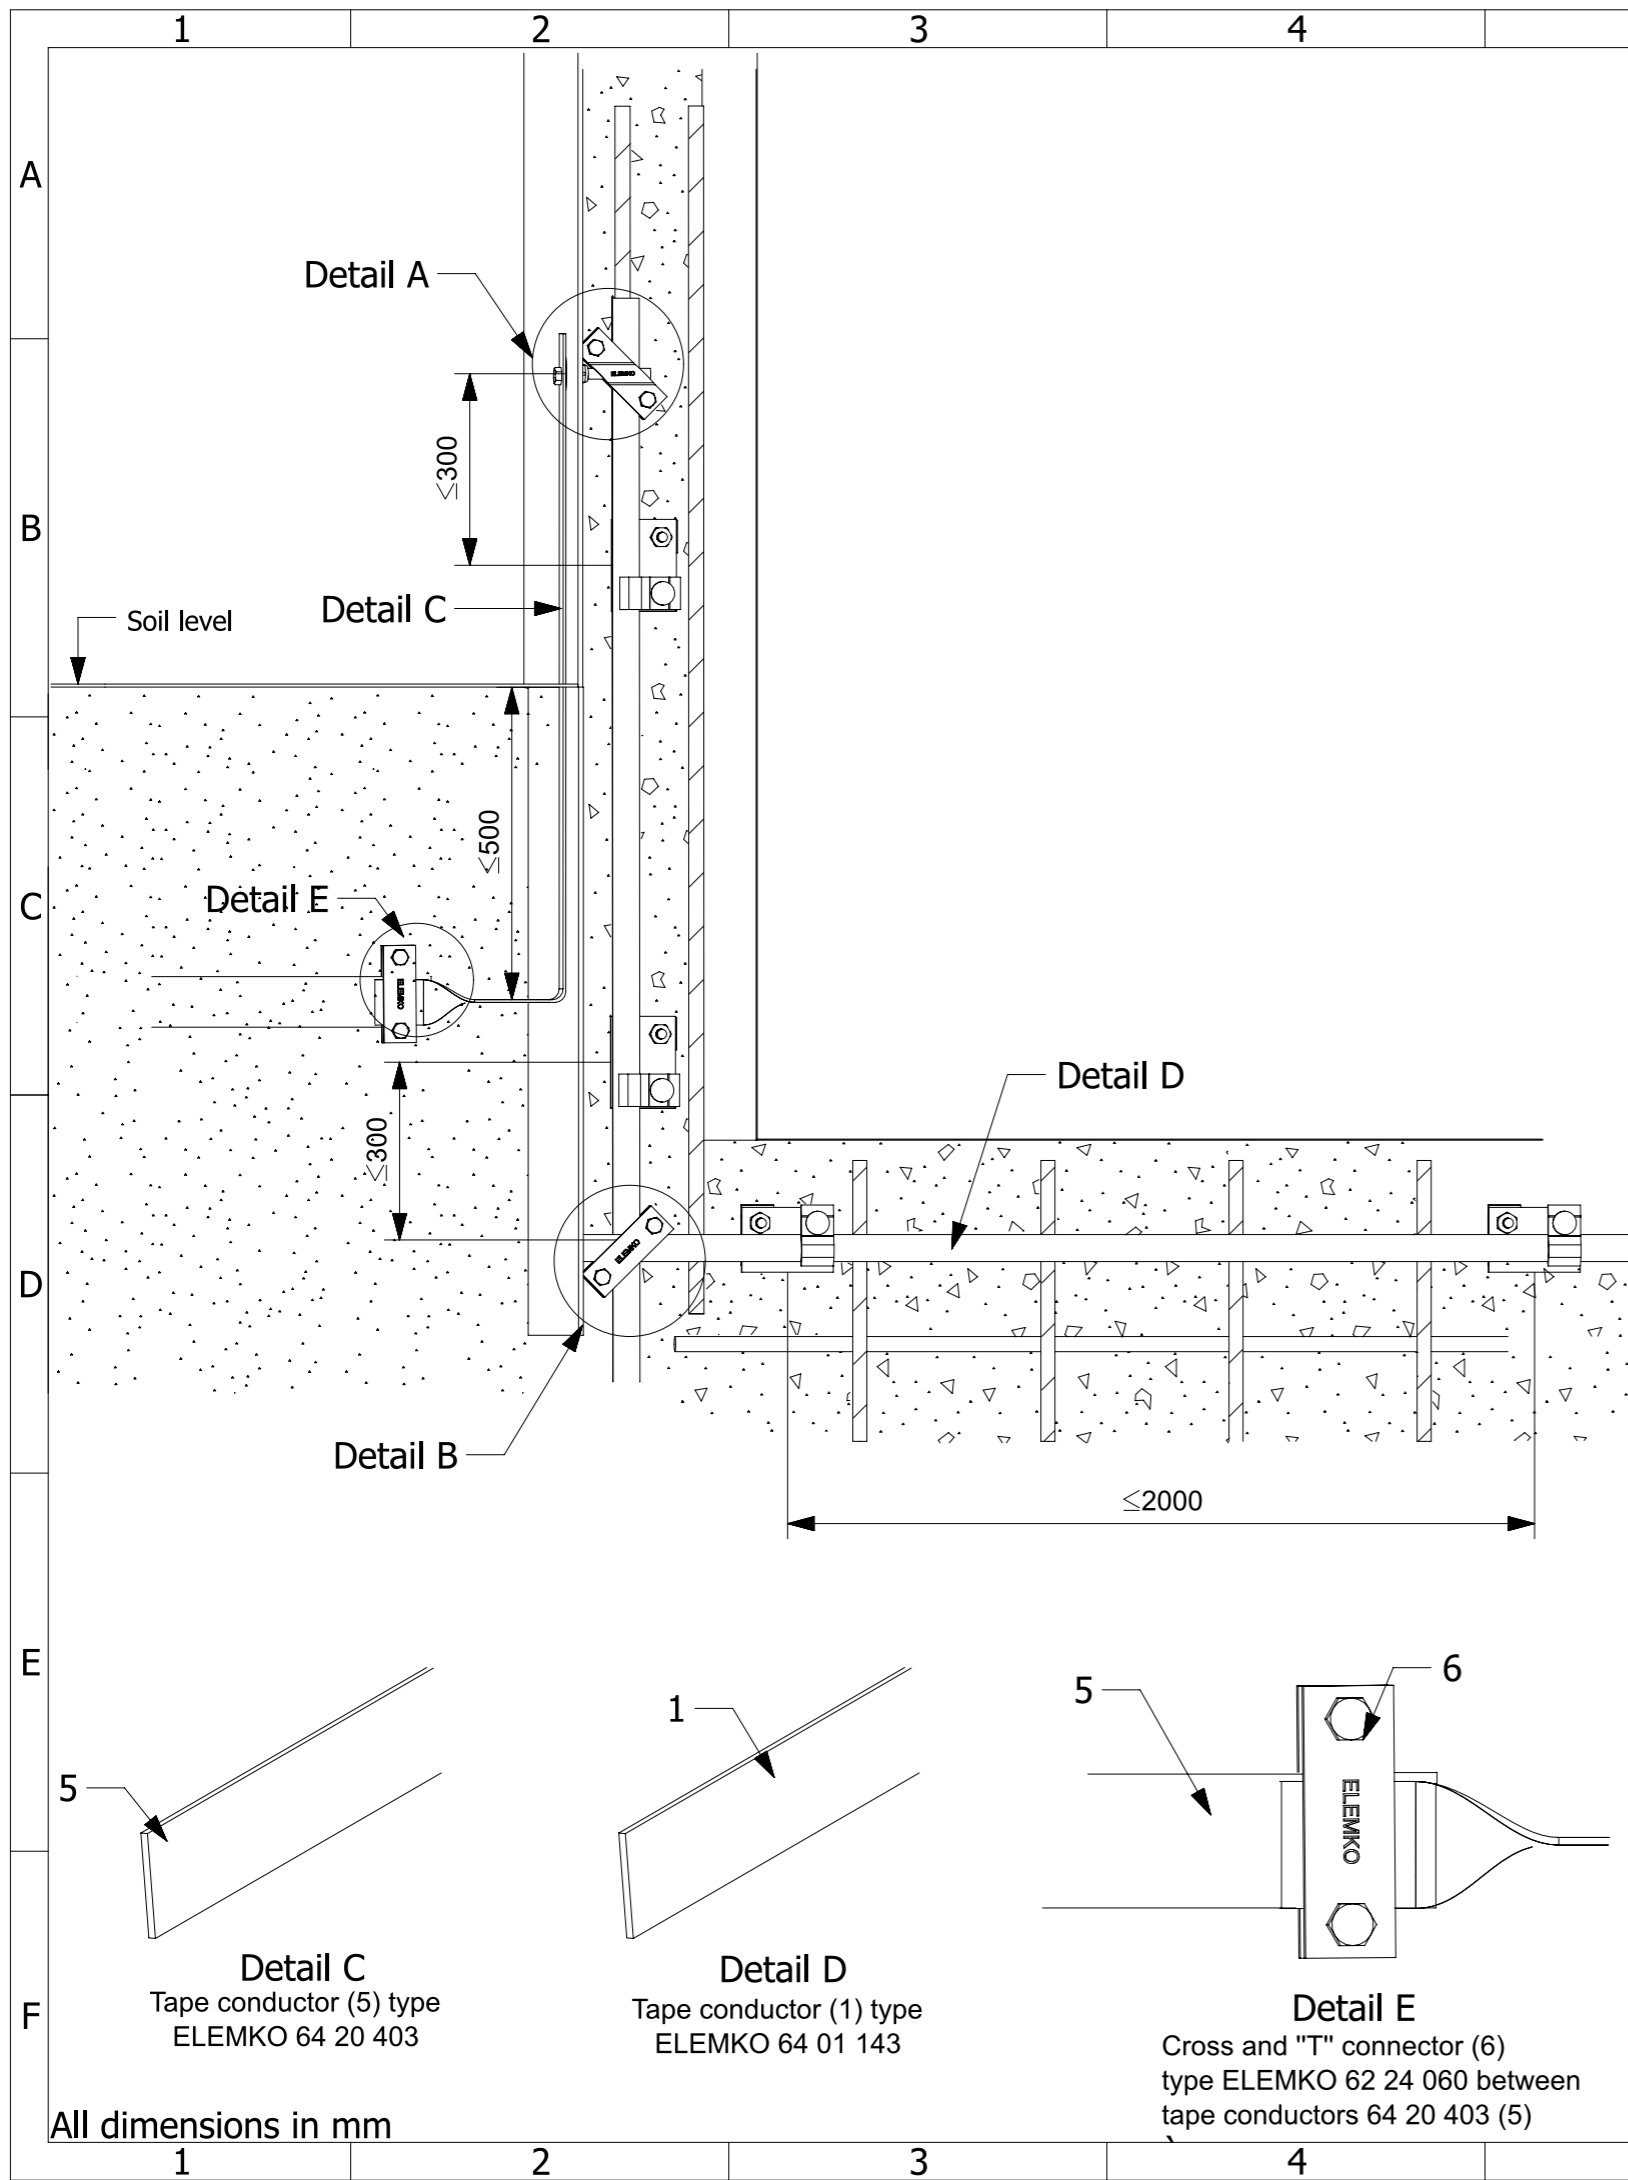 1 2 3 4
A
Detail A
B
≤300
Detail C
Soil level
≤500
C
Detail E
ELEMKO
Detail D
≤300
ELEMKO
ELEMKO
D
Detail B
≤2000
E
5
1
5
6
ELEMKO
Detail C
Tape conductor (5) type
ELEMKO 64 20 403
Detail D
Tape conductor (1) type
ELEMKO 64 01 143
Detail E
Cross and "T" connector (6)
type ELEMKO 62 24 060 between
tape conductors 64 20 403 (5)
F
All dimensions in mm
1 2 3 4